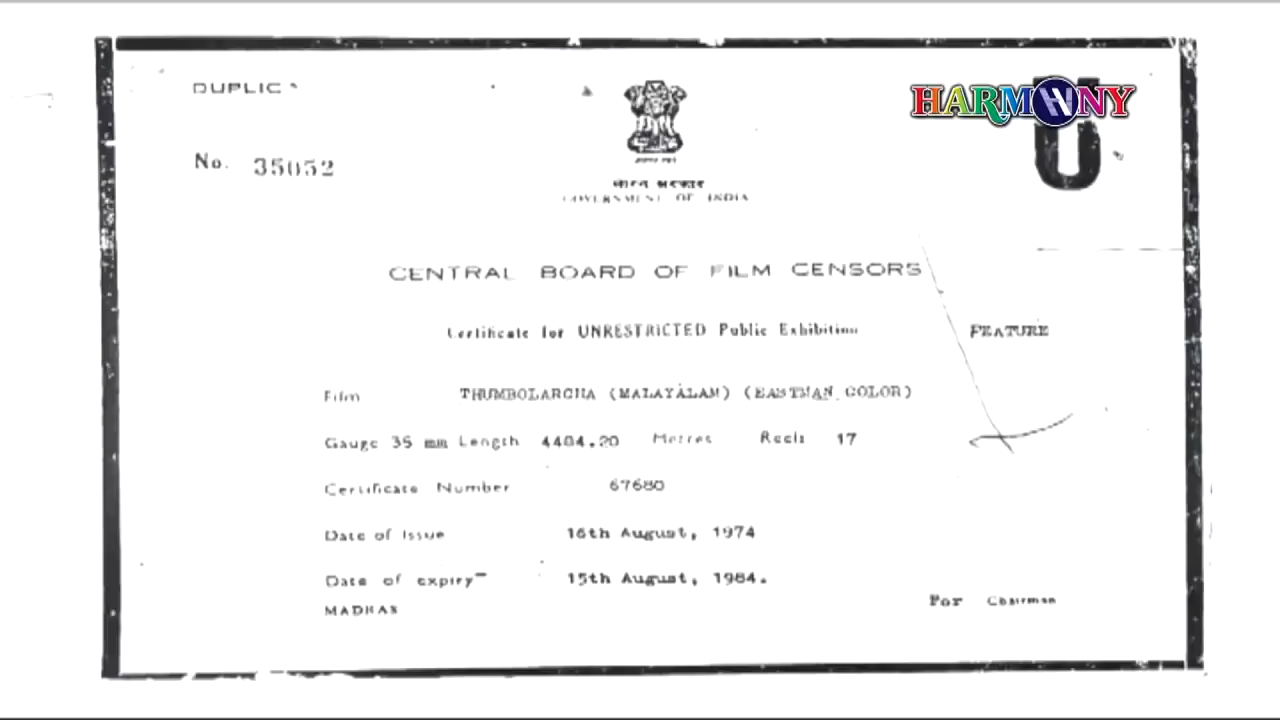 DUPLIC
HARMONY
U
No. 35052
भारत सरकार
GOVERNMENT OF INDIA
CENTRAL BOARD OF FILM CENSORS
Certificate for UNRESTRICTED Public Exhibition
FEATURE
Film THUMBOLARCHA (MALAYALAM) (EASTMAN COLOR)
Gauge 35 mm Length 4484.20 Metres Reels 17
Certificate Number 67680
Date of Issue 16th August, 1974
Date of expiry 15th August, 1984.
MADRAS
For Chairman